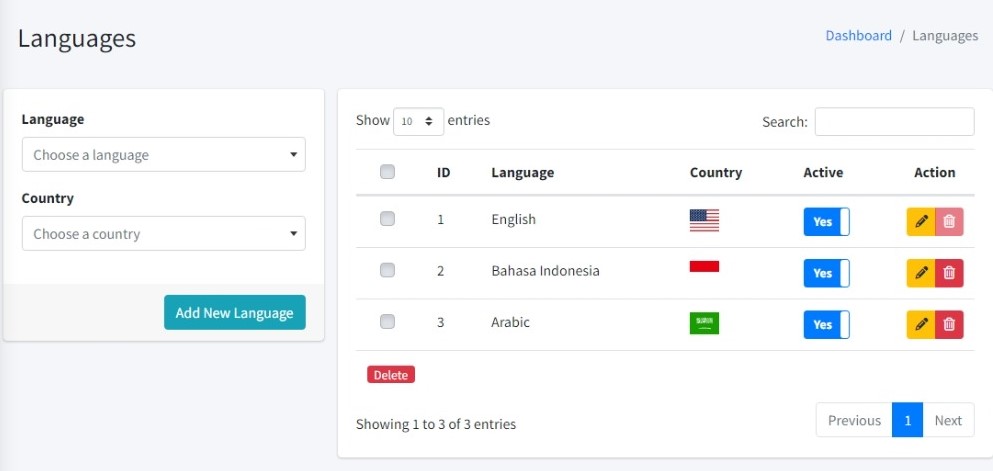 Languages
Dashboard / Languages
Language
Choose a language
Country
Choose a country
Add New Language
Show 10 entries
Search:
ID Language Country Active Action
1 English Yes
2 Bahasa Indonesia Yes
3 Arabic Yes
Delete
Showing 1 to 3 of 3 entries
Previous 1 Next